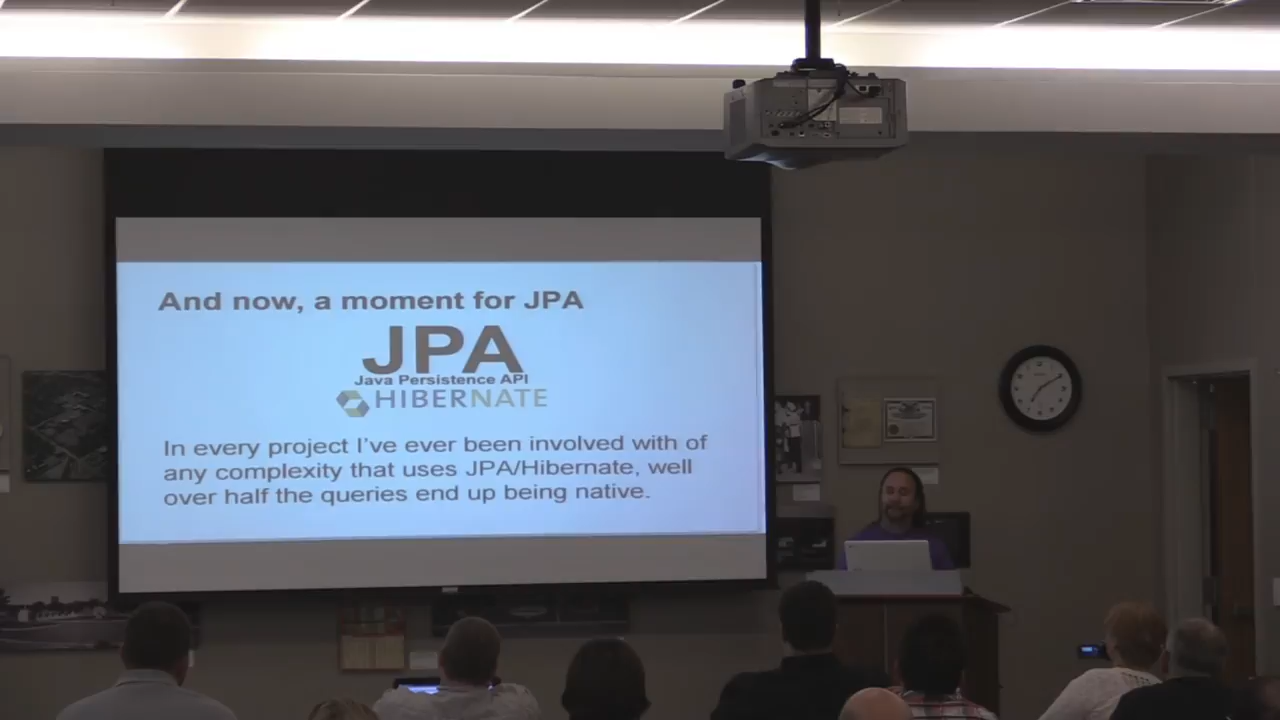 And now, a moment for JPA
JPA
Java Persistence API
HIBERNATE
In every project I've ever been involved with of
any complexity that uses JPA/Hibernate, well
over half the queries end up being native.